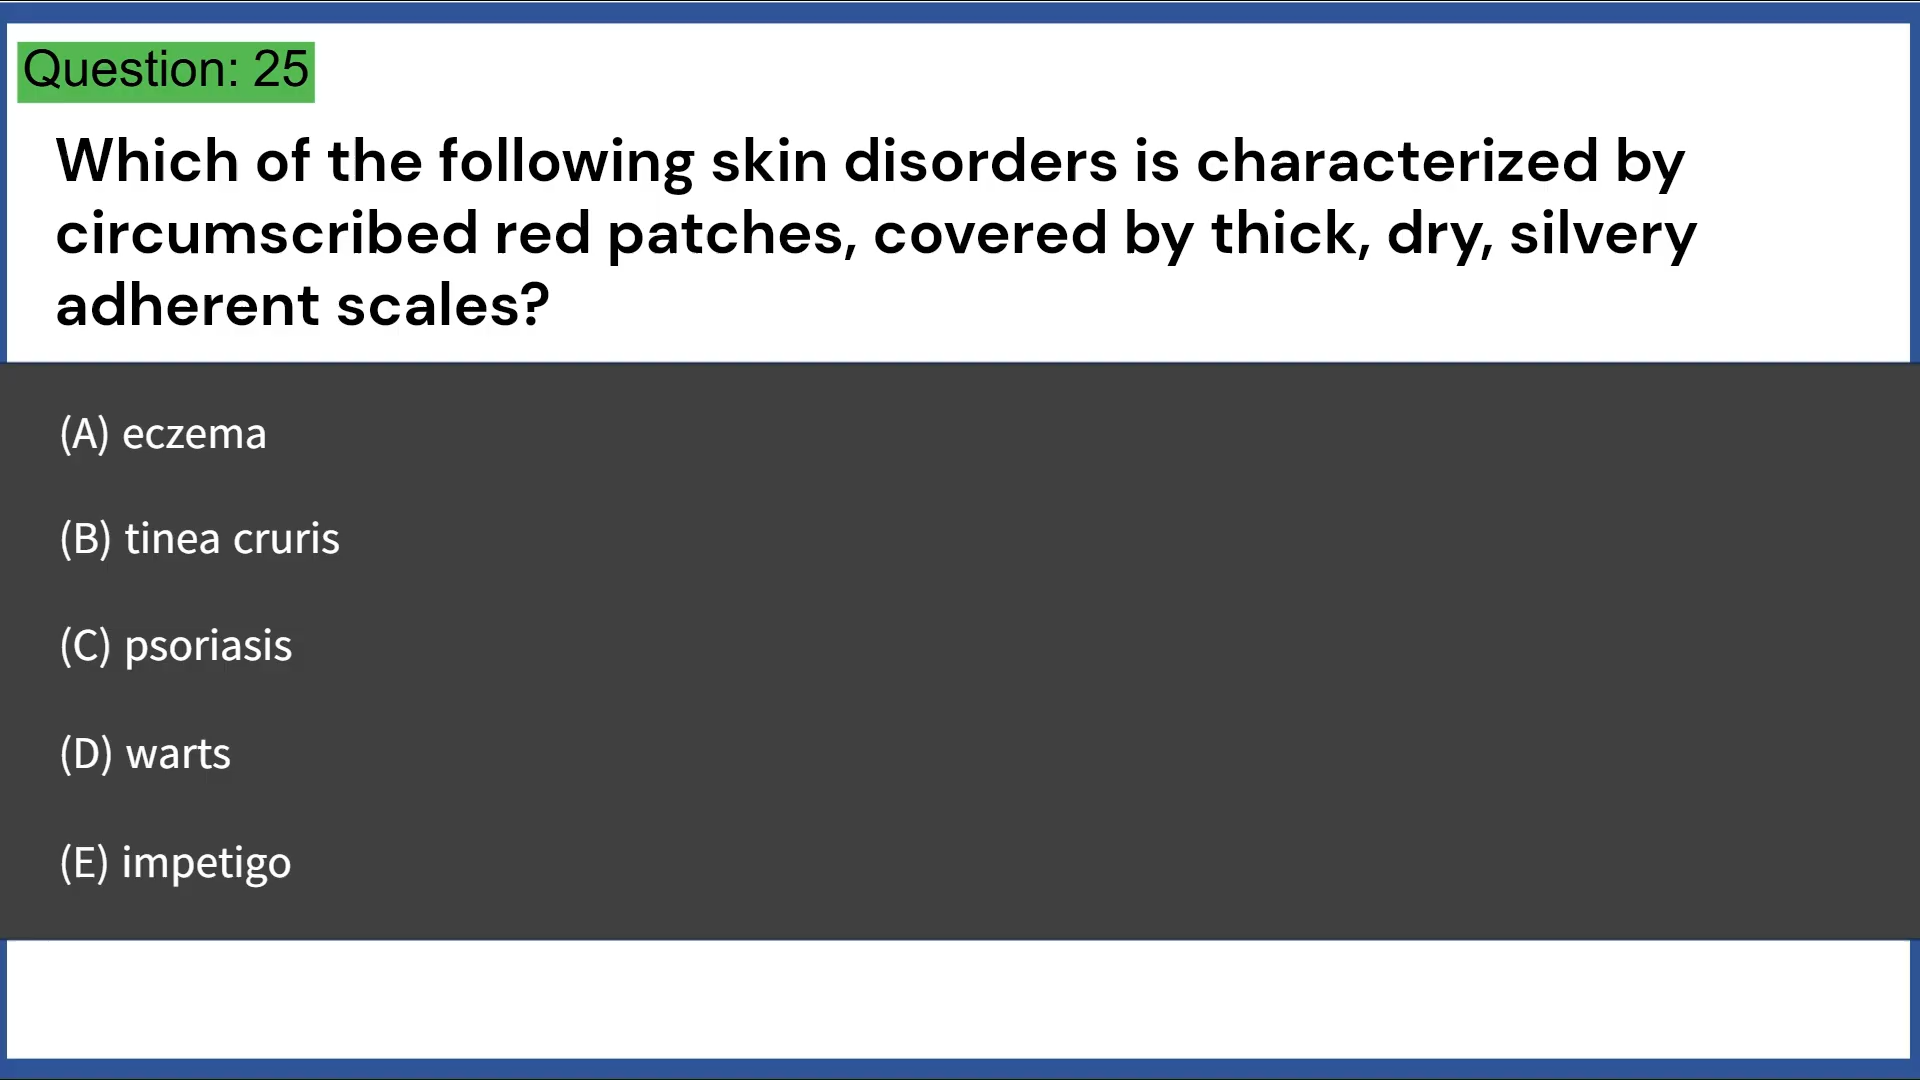 Question: 25
Which of the following skin disorders is characterized by
circumscribed red patches, covered by thick, dry, silvery
adherent scales?
(A) eczema
(B) tinea cruris
(C) psoriasis
(D) warts
(E) impetigo